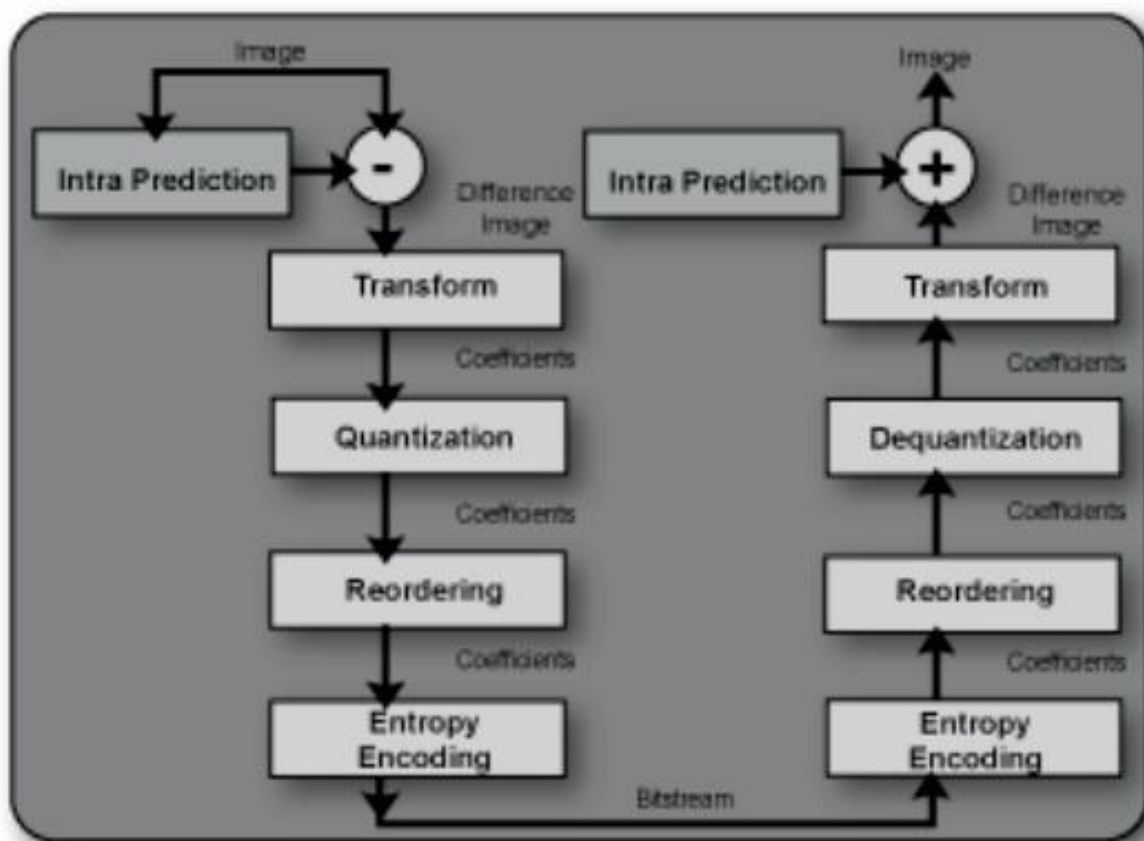 Image
Intra Prediction
-
Difference
Image
Transform
Coefficients
Quantization
Coefficients
Reordering
Coefficients
Entropy
Encoding
Bitstream
Image
Intra Prediction
+
Difference
Image
Transform
Coefficients
Dequantization
Coefficients
Reordering
Coefficients
Entropy
Encoding